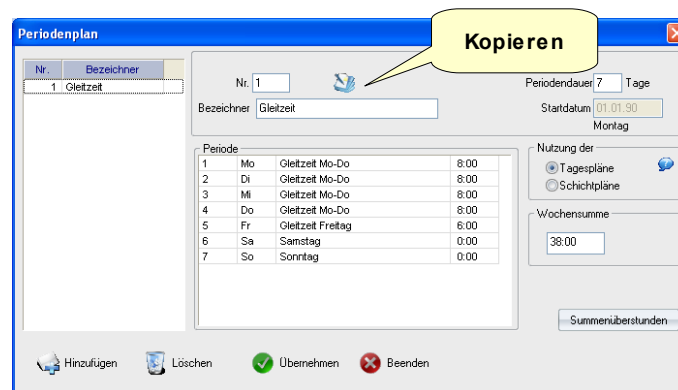 Periodenplan
Kopieren
Nr. Bezeichner
1 Gleitzeit
Nr. 1
Periodendauer 7 Tage
Bezeichner Gleitzeit
Startdatum 01.01.90
Montag
Periode
1 Mo Gleitzeit Mo-Do 8:00
2 Di Gleitzeit Mo-Do 8:00
3 Mi Gleitzeit Mo-Do 8:00
4 Do Gleitzeit Mo-Do 8:00
5 Fr Gleitzeit Freitag 6:00
6 Sa Samstag 0:00
7 So Sonntag 0:00
Nutzung der
Tagespläne
Schichtpläne
Wochensumme
38:00
Summenüberstunden
Hinzufügen Löschen Übernehmen Beenden